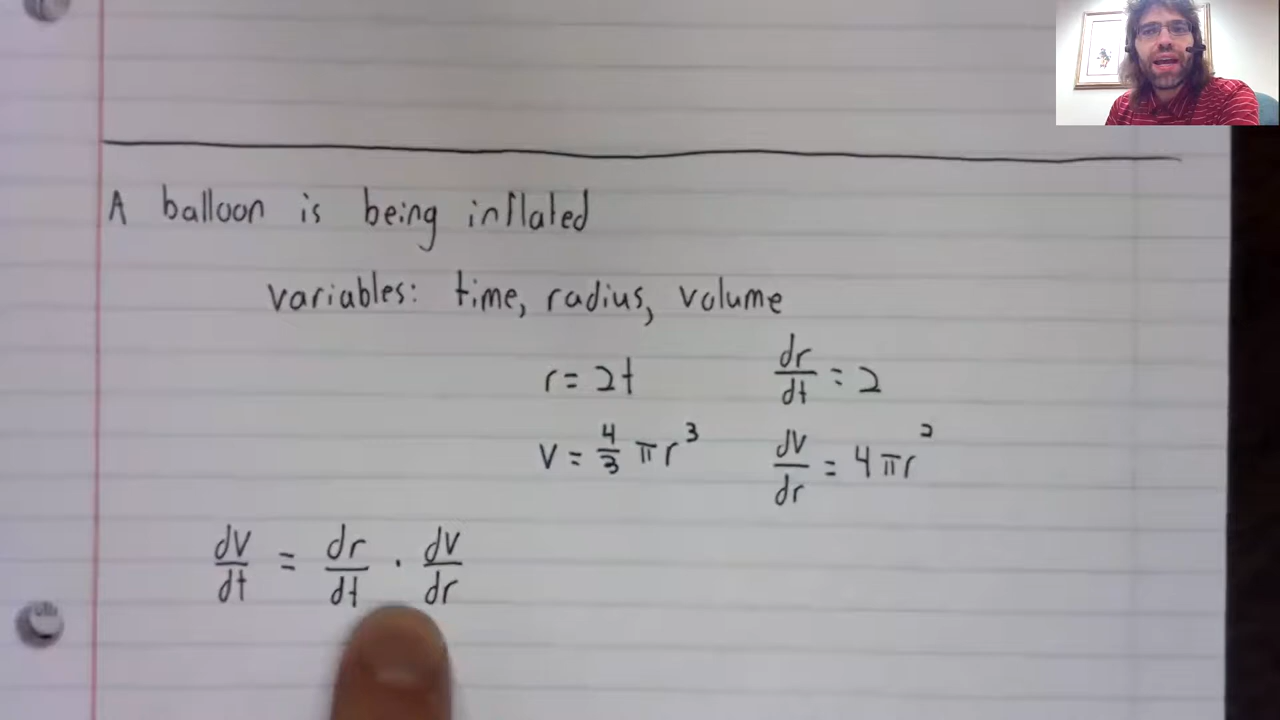 A balloon is being inflated
variables: time, radius, volume
r = 2t dr/dt = 2
V = 4/3 πr³ dV/dr = 4πr²
dV/dt = dr/dt · dV/dr